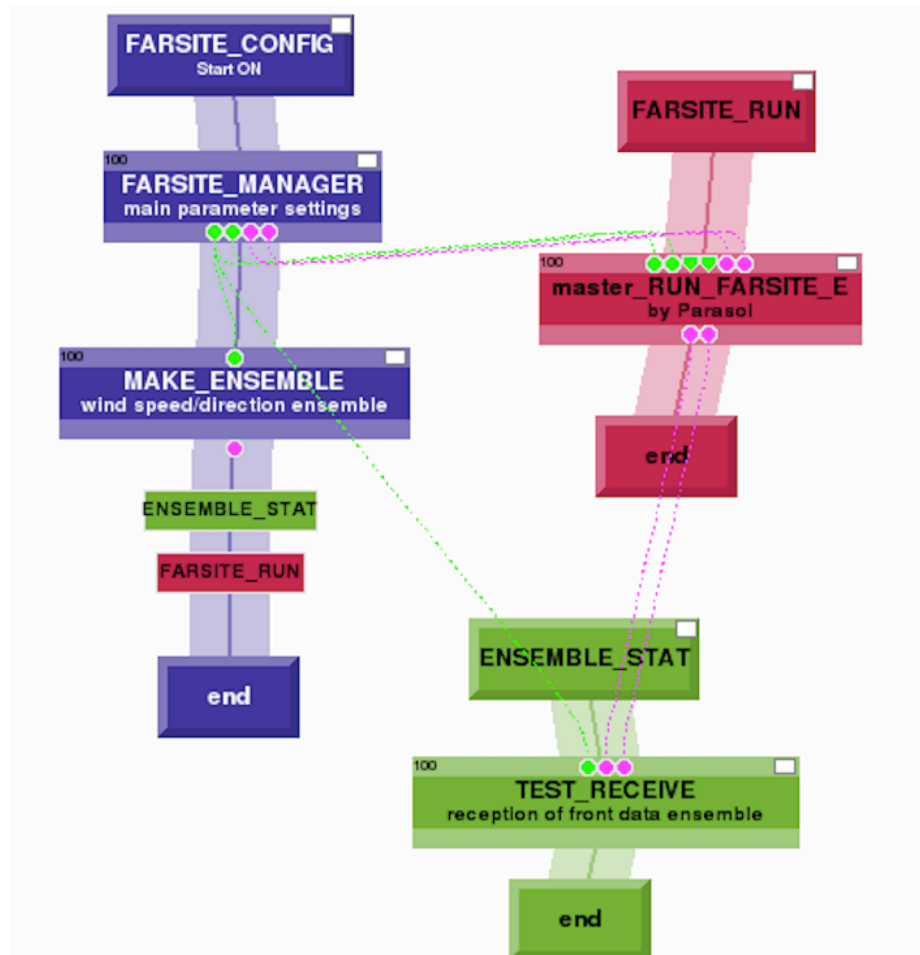 FARSITE_CONFIG
Start ON
100
FARSITE_MANAGER
main parameter settings
100
MAKE_ENSEMBLE
wind speed/direction ensemble
ENSEMBLE_STAT
FARSITE_RUN
end
FARSITE_RUN
100
master_RUN_FARSITE_E
by Parasol
end
ENSEMBLE_STAT
100
TEST_RECEIVE
reception of front data ensemble
end